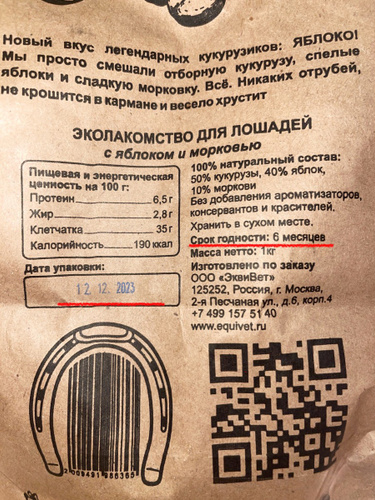 Новый вкус легендарных кукурузиков: ЯБЛОКО!
Мы просто смешали отборную кукурузу, спелые
яблоки и сладкую морковку. Всё. Никаких отрубей,
не крошится в кармане и весело хрустит
ЭКОЛАКОМСТВО ДЛЯ ЛОШАДЕЙ
с яблоком и морковью
Пищевая и энергетическая
ценность на 100 г:
Протеин 6,5 г
Жир 2,8 г
Клетчатка 35 г
Калорийность 190 ккал
Дата упаковки:
12. 12. 2023
100% натуральный состав:
50% кукурузы, 40% яблок,
10% моркови
Без добавления ароматизаторов,
консервантов и красителей.
Хранить в сухом месте.
Срок годности: 6 месяцев
Масса нетто: 1кг
Изготовлено по заказу
ООО «ЭквиВет»
125252, Россия, г. Москва,
2-я Песчаная ул., д.6, корп.4
+7 499 157 51 40
www.equivet.ru